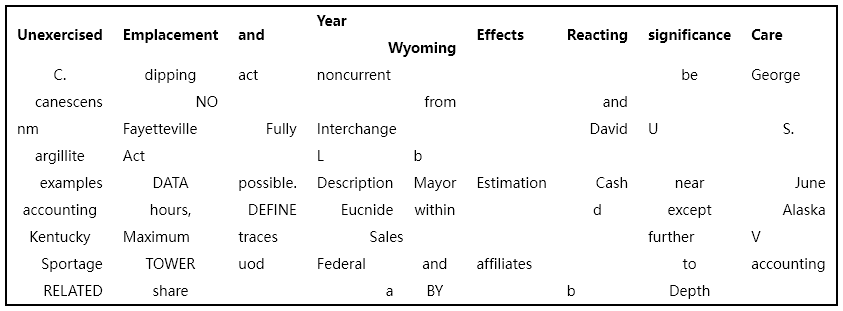 Unexercised Emplacement and Year Wyoming Effects Reacting significance Care
C. dipping act noncurrent be George
canescens NO from and
nm Fayetteville Fully Interchange David U S.
argillite Act L b
examples DATA possible. Description Mayor Estimation Cash near June
accounting hours, DEFINE Eucnide within d except Alaska
Kentucky Maximum traces Sales further V
Sportage TOWER uod Federal and affiliates to accounting
RELATED share a BY b Depth